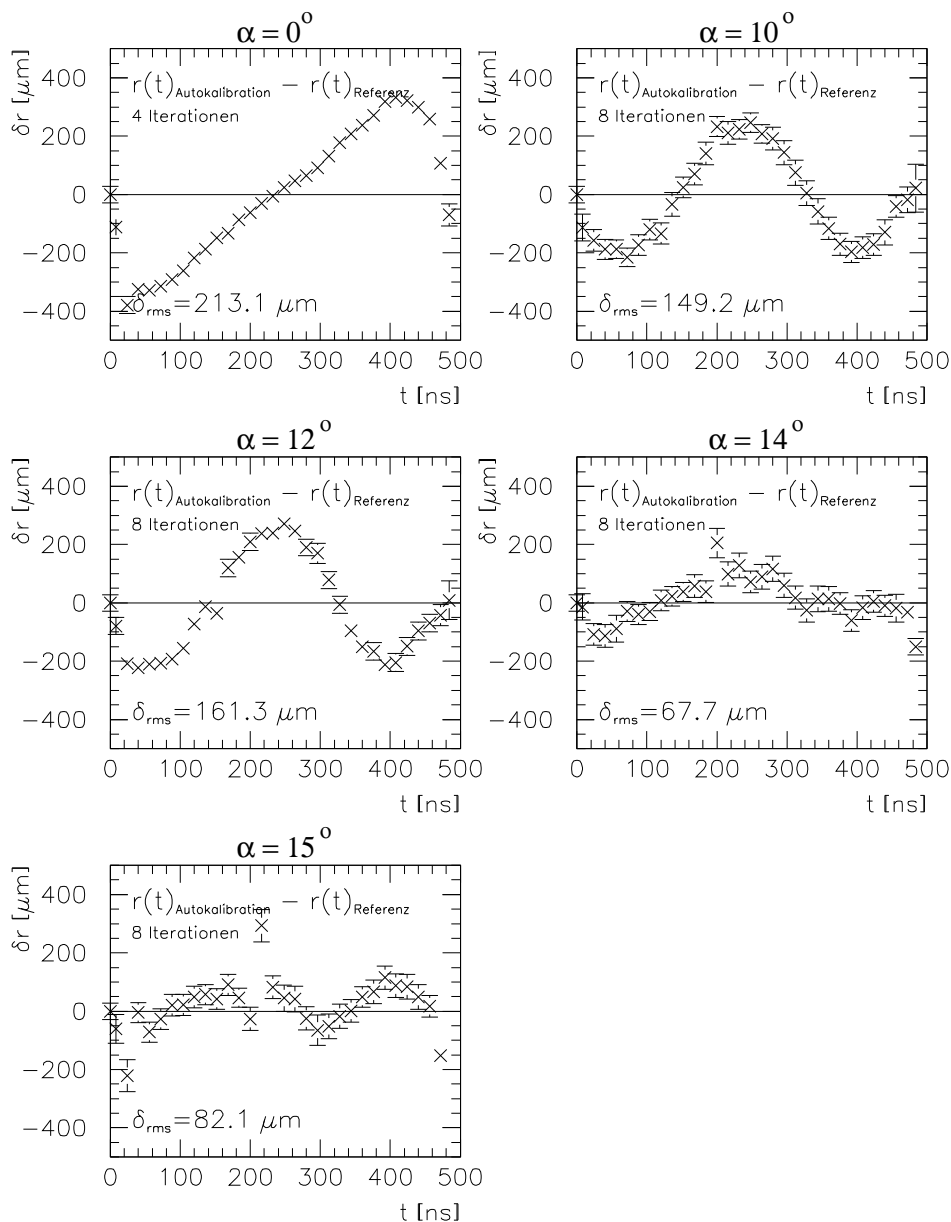 α = 0°
δr [μm]
400
200
0
−200
−400
r(t)Autokalibration − r(t)Referenz
4 Iterationen
δrms=213.1 μm
0 100 200 300 400 500
t [ns]
α = 10°
δr [μm]
400
200
0
−200
−400
r(t)Autokalibration − r(t)Referenz
8 Iterationen
δrms=149.2 μm
0 100 200 300 400 500
t [ns]
α = 12°
δr [μm]
400
200
0
−200
−400
r(t)Autokalibration − r(t)Referenz
8 Iterationen
δrms=161.3 μm
0 100 200 300 400 500
t [ns]
α = 14°
δr [μm]
400
200
0
−200
−400
r(t)Autokalibration − r(t)Referenz
8 Iterationen
δrms=67.7 μm
0 100 200 300 400 500
t [ns]
α = 15°
δr [μm]
400
200
0
−200
−400
r(t)Autokalibration − r(t)Referenz
8 Iterationen
δrms=82.1 μm
0 100 200 300 400 500
t [ns]